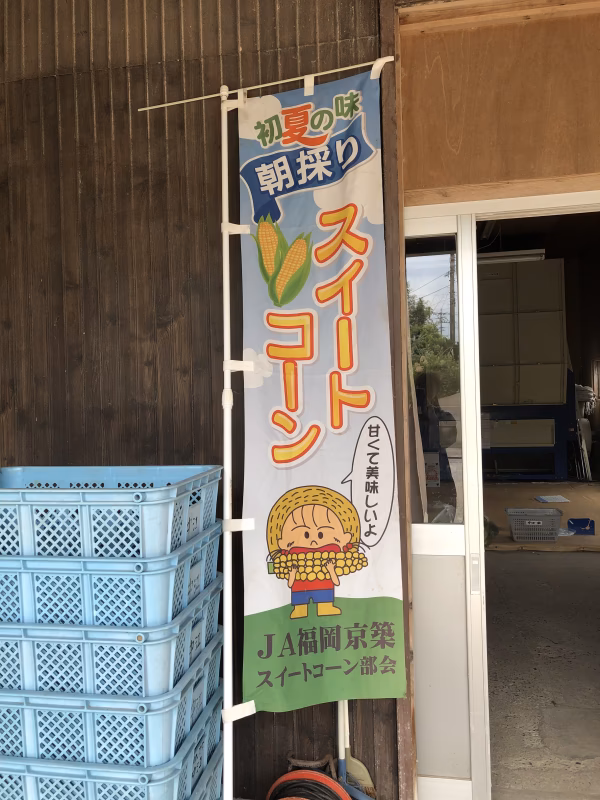 初夏の味
朝採り
スイート
コーン
甘くて美味しいよ
JA福岡京築
スイートコーン部会